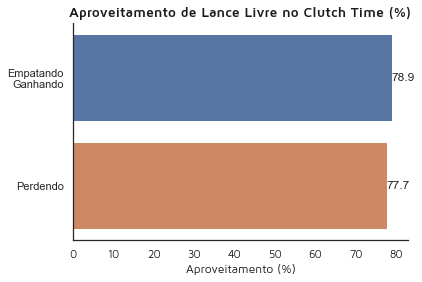 Aproveitamento de Lance Livre no Clutch Time (%)
Empatando
Ganhando
78.9
Perdendo
77.7
0 10 20 30 40 50 60 70 80
Aproveitamento (%)